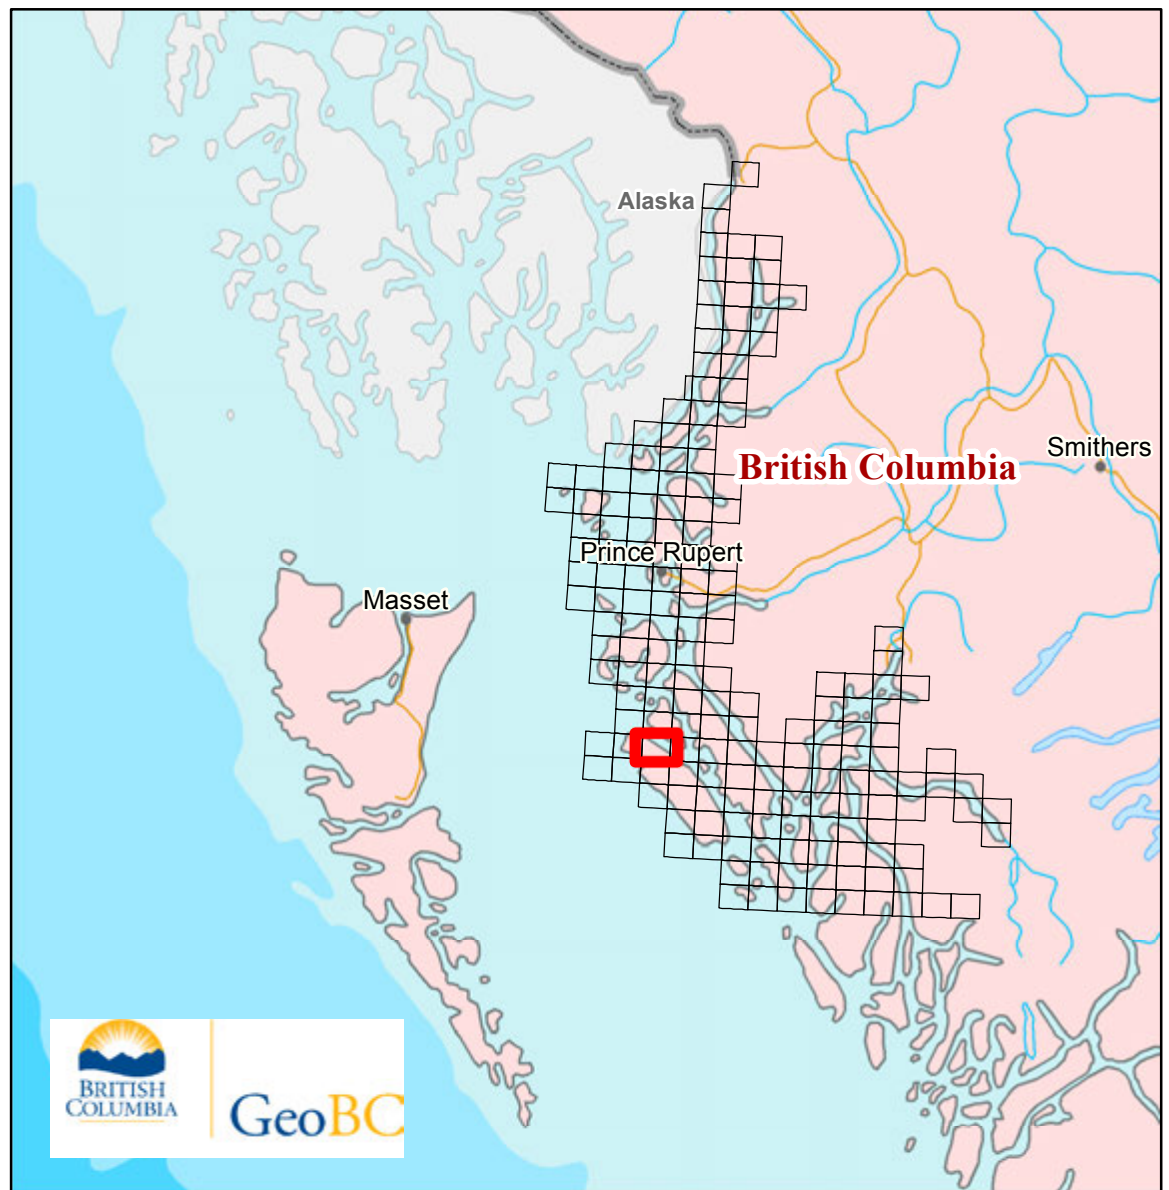 Alaska
Smithers
British Columbia
Prince Rupert
Masset
BRITISH
COLUMBIA
GeoBC